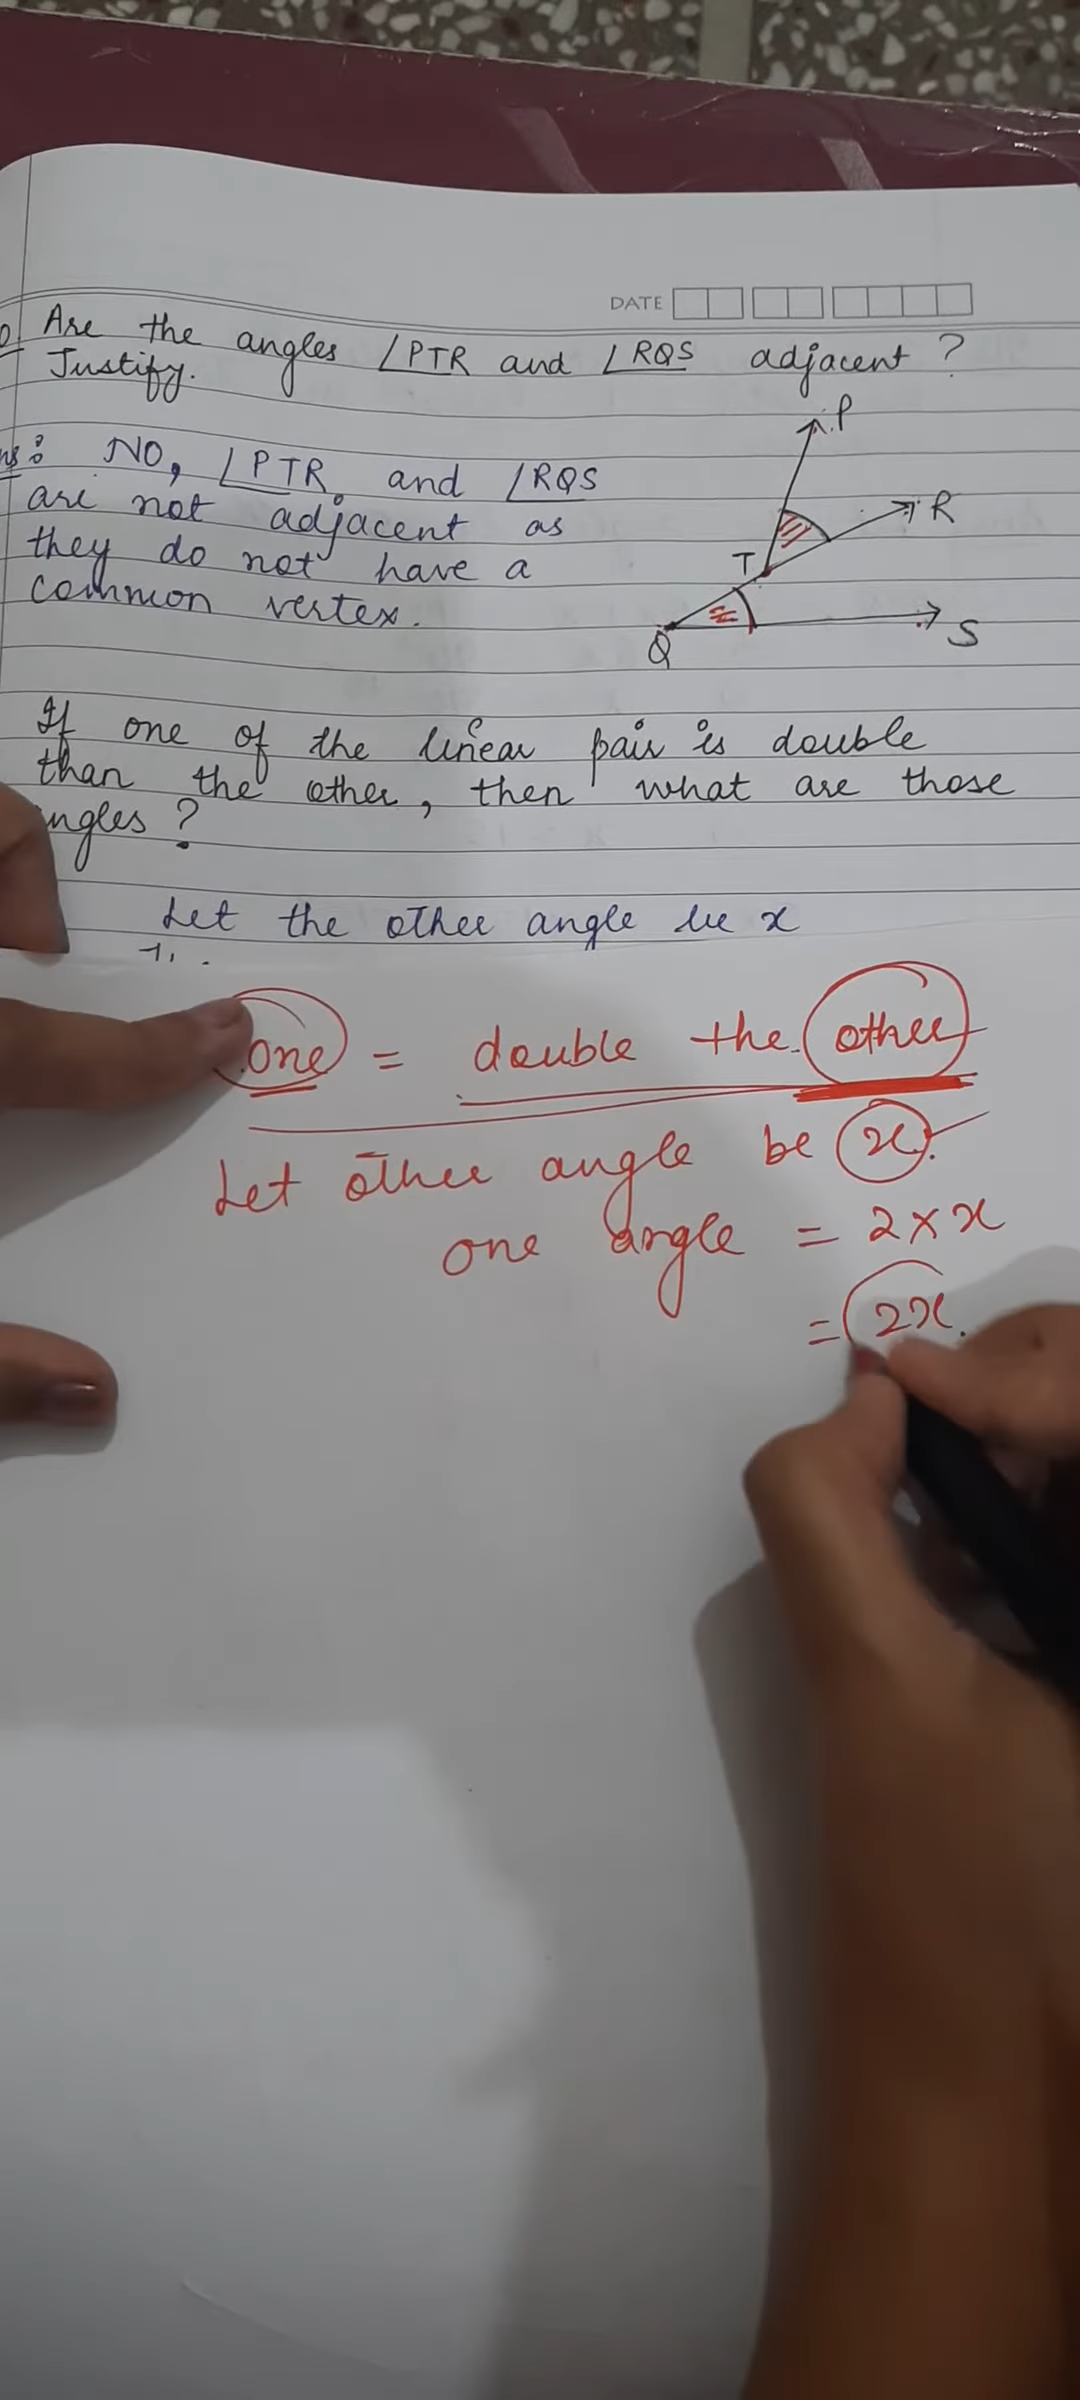 DATE
Are the angles ∠PTR and ∠RQS adjacent ?
Justify.
P
NO, ∠PTR and ∠RQS
R
are not adjacent as
they do not have a
T
common vertex.
S
Q
If one of the linear pair is double
than the other, then what are those
ngles ?
Let the other angle be x
one = double the other
Let other angle be x.
one angle = 2 × x
= 2x.